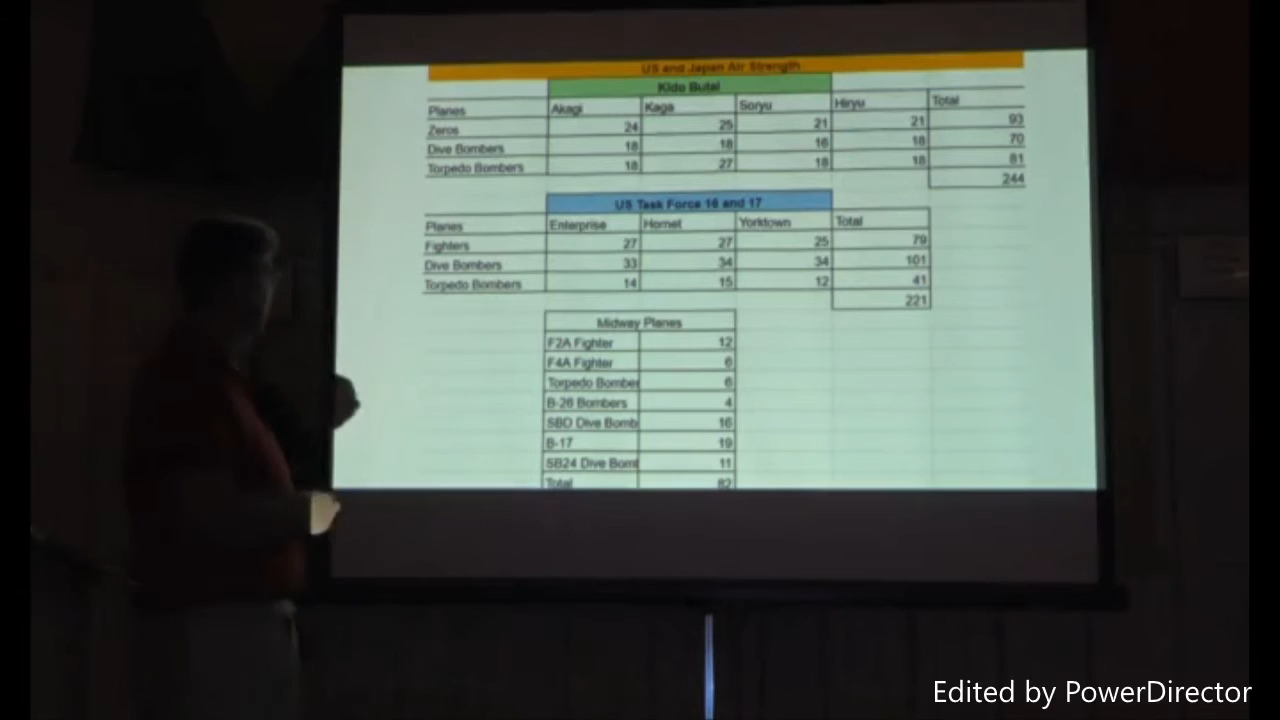 US and Japan Air Strength
Kido Butai
Planes Akagi Kaga Soryu Hiryu Total
Zeros 24 25 21 21 93
Dive Bombers 18 18 16 18 70
Torpedo Bombers 18 27 18 18 81
244
US Task Force 16 and 17
Planes Enterprise Hornet Yorktown Total
Fighters 27 27 25 79
Dive Bombers 33 34 34 101
Torpedo Bombers 14 15 12 41
221
Midway Planes
F2A Fighter 12
F4A Fighter 6
Torpedo Bomber 6
B-26 Bombers 4
SBD Dive Bomb 16
B-17 19
SB24 Dive Bom 11
Total 82
Edited by PowerDirector